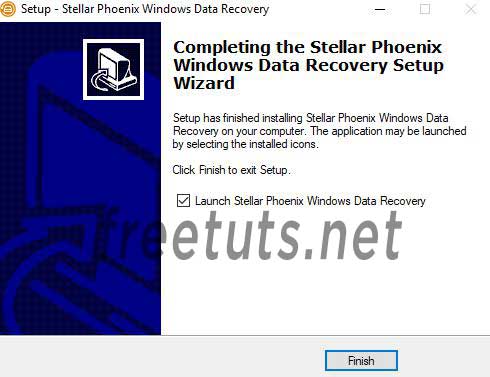 Setup - Stellar Phoenix Windows Data Recovery
Completing the Stellar Phoenix
Windows Data Recovery Setup
Wizard
Setup has finished installing Stellar Phoenix Windows Data
Recovery on your computer. The application may be launched
by selecting the installed icons.
Click Finish to exit Setup.
Launch Stellar Phoenix Windows Data Recovery
freetuts.net
Finish